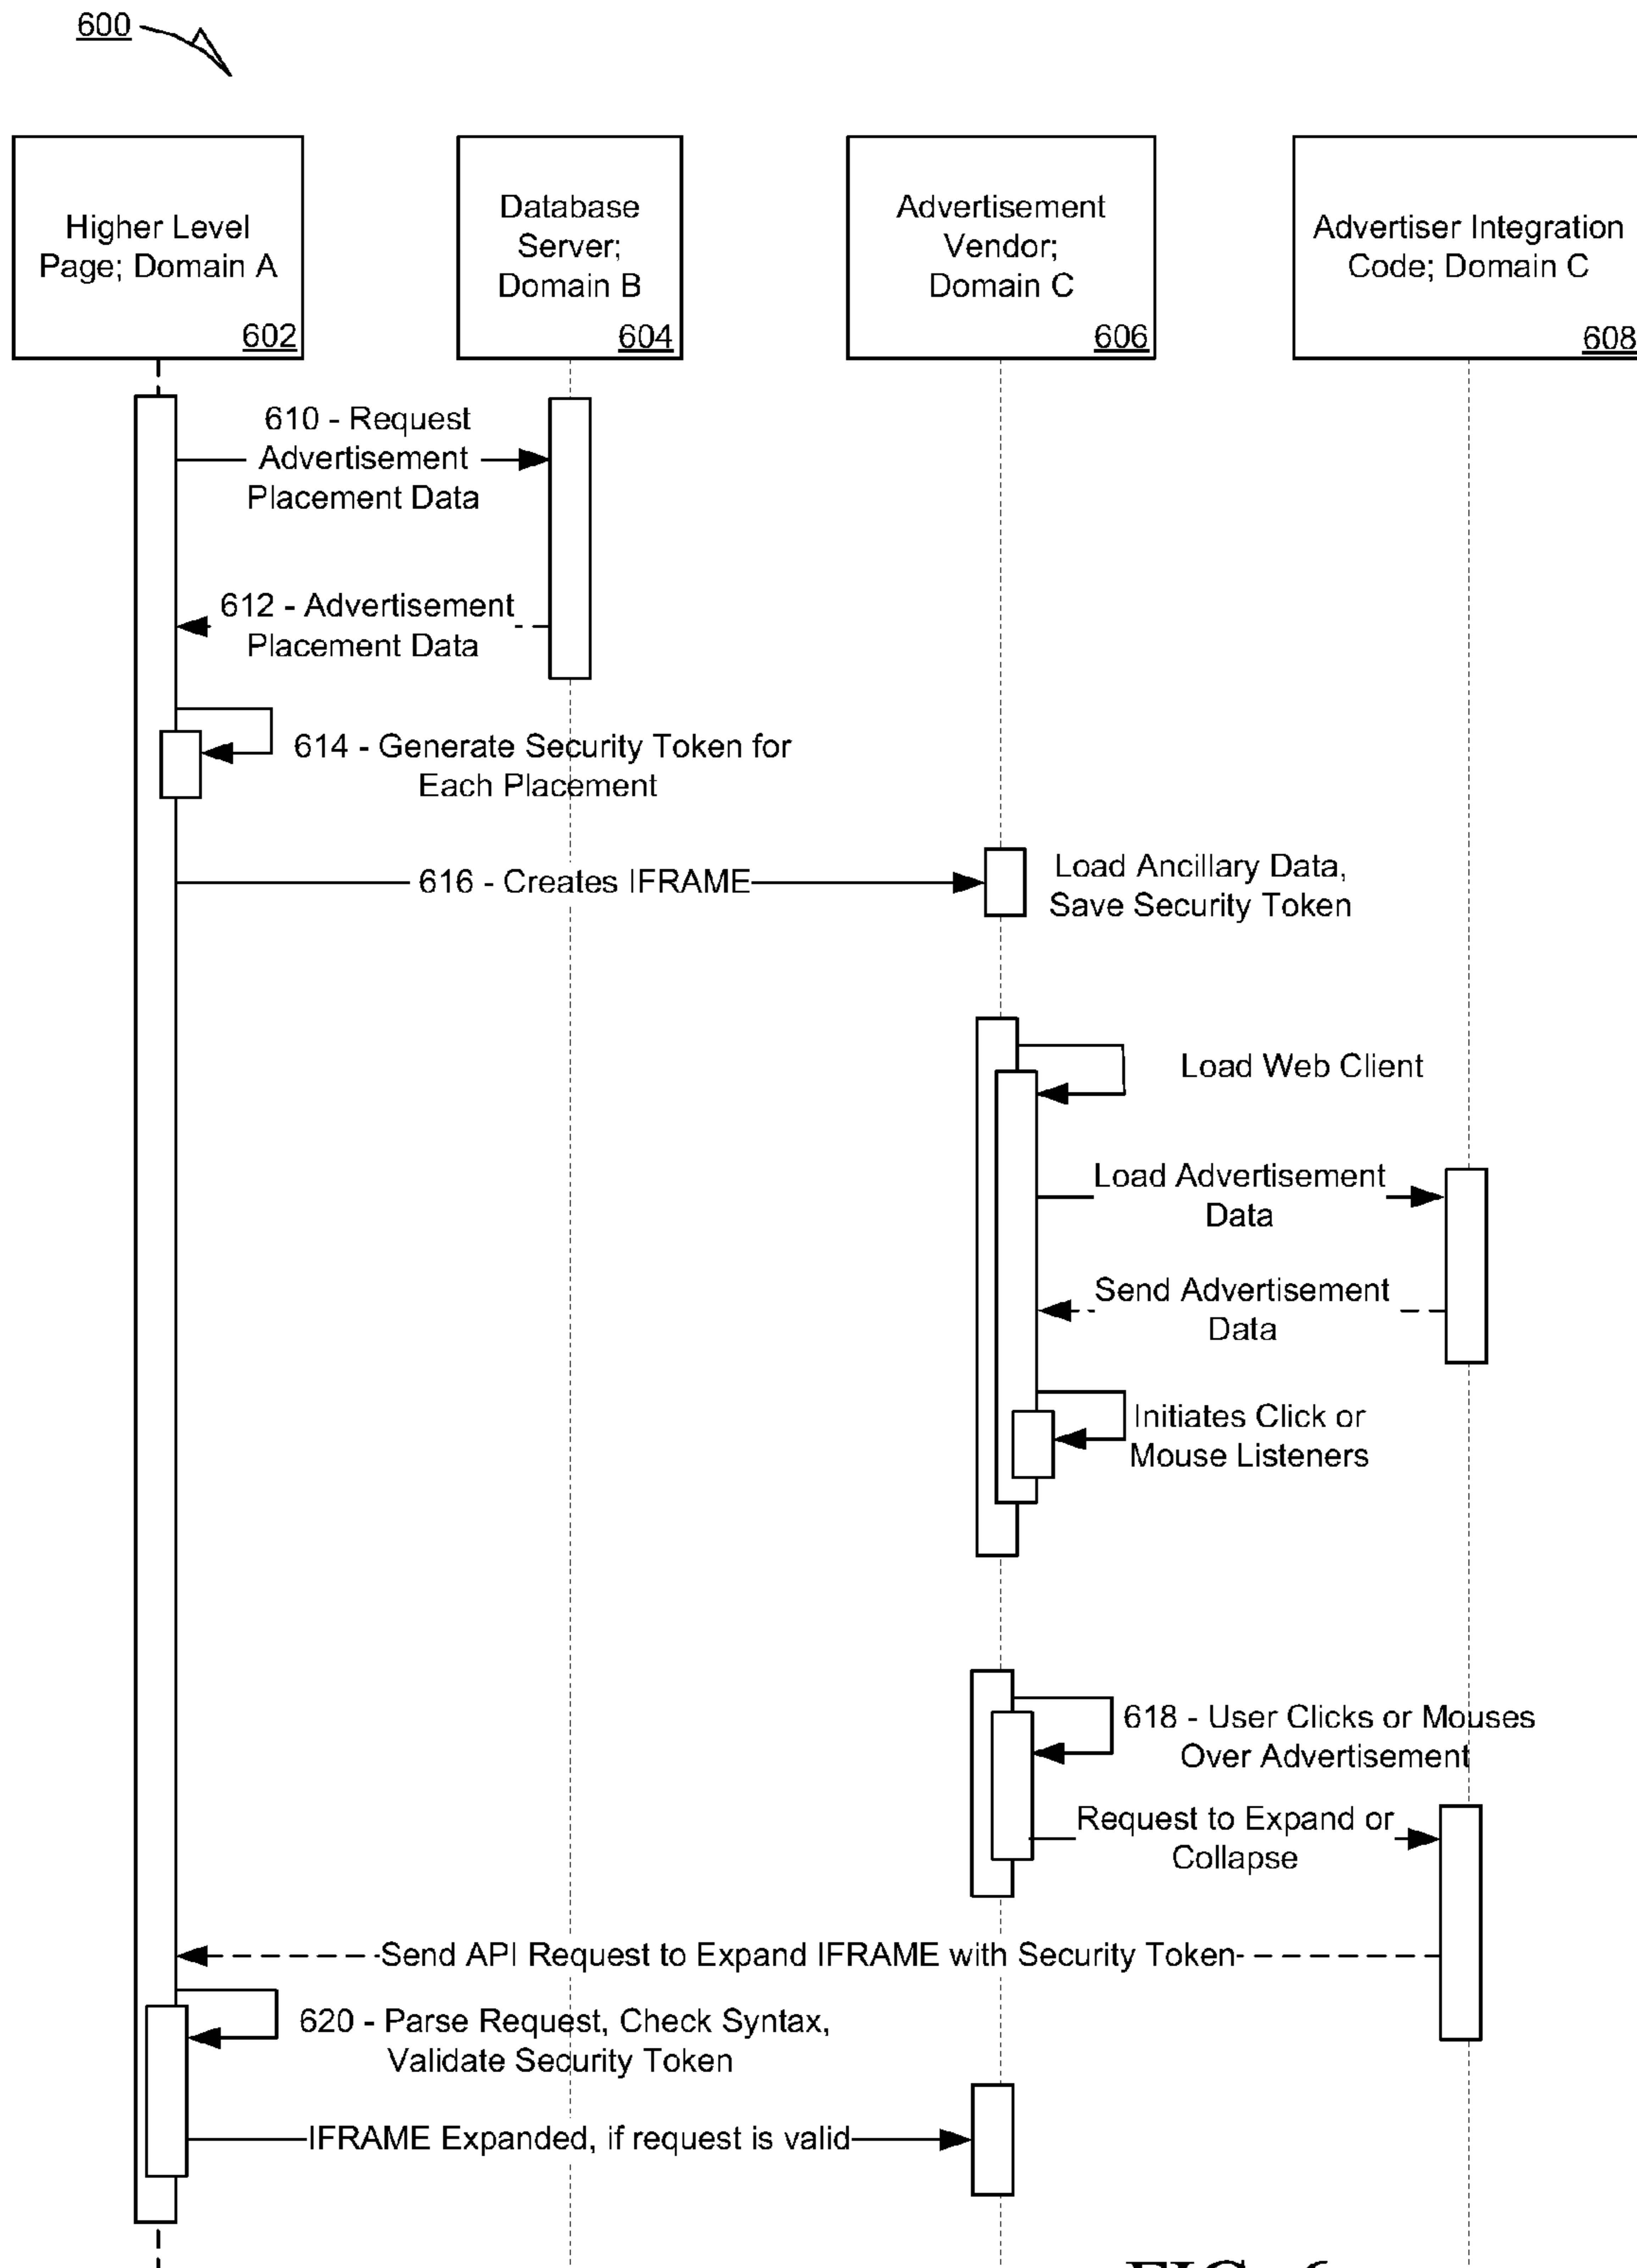 600
Higher Level
Page; Domain A
602
Database
Server;
Domain B
604
Advertisement
Vendor;
Domain C
606
Advertiser Integration
Code; Domain C
608
610 - Request
Advertisement
Placement Data
612 - Advertisement
Placement Data
614 - Generate Security Token for
Each Placement
616 - Creates IFRAME
Load Ancillary Data,
Save Security Token
Load Web Client
Load Advertisement
Data
Send Advertisement
Data
Initiates Click or
Mouse Listeners
618 - User Clicks or Mouses
Over Advertisement
Request to Expand or
Collapse
Send API Request to Expand IFRAME with Security Token
620 - Parse Request, Check Syntax,
Validate Security Token
IFRAME Expanded, if request is valid